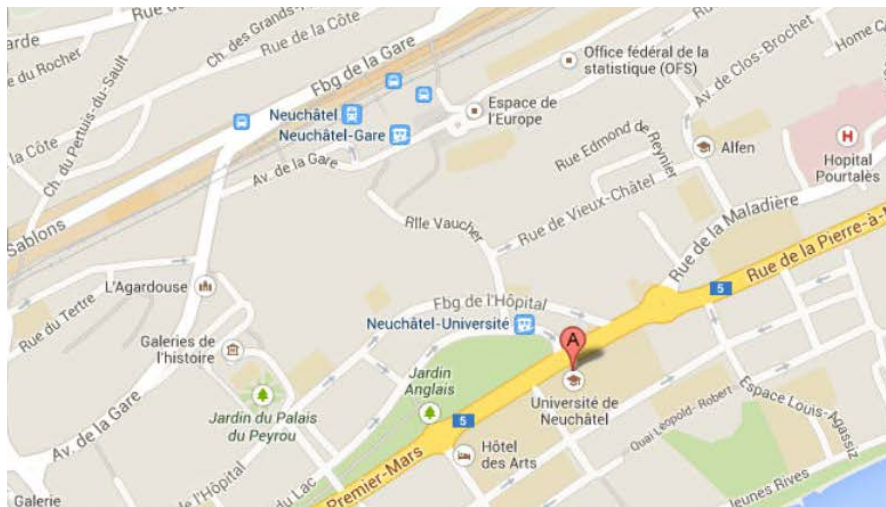 arde
Ch. des Grands-
Rue de la Côte
e du Rocher
Ch. du Pertuis-du-Sault
Fbg de la Gare
Office fédéral de la
statistique (OFS)
Av. de Clos-Brochet
Home C
Neuchâtel
Espace de
l'Europe
Neuchâtel-Gare
la Côte
Av. de la Gare
Rue Edmond de
Reynier
Alfen
H
Hopital
Pourtalès
Sablons
Rlle Vaucher
Rue de Vieux-Châtel
Rue de la Maladière
Rue de la Pierre-à-
L'Agardouse
5
Rue du Tertre
Fbg de l'Hôpital
Neuchâtel-Université
A
Galeries de
l'histoire
Jardin
Anglais
Université de
Neuchâtel
Jardin du Palais
du Peyrou
5
Quai Léopold-Robert
Espace Louis-Agassiz
Av. de la Gare
Hôtel
des Arts
de l'Hôpital
du Lac
Premier-Mars
Jeunes Rives
Galerie